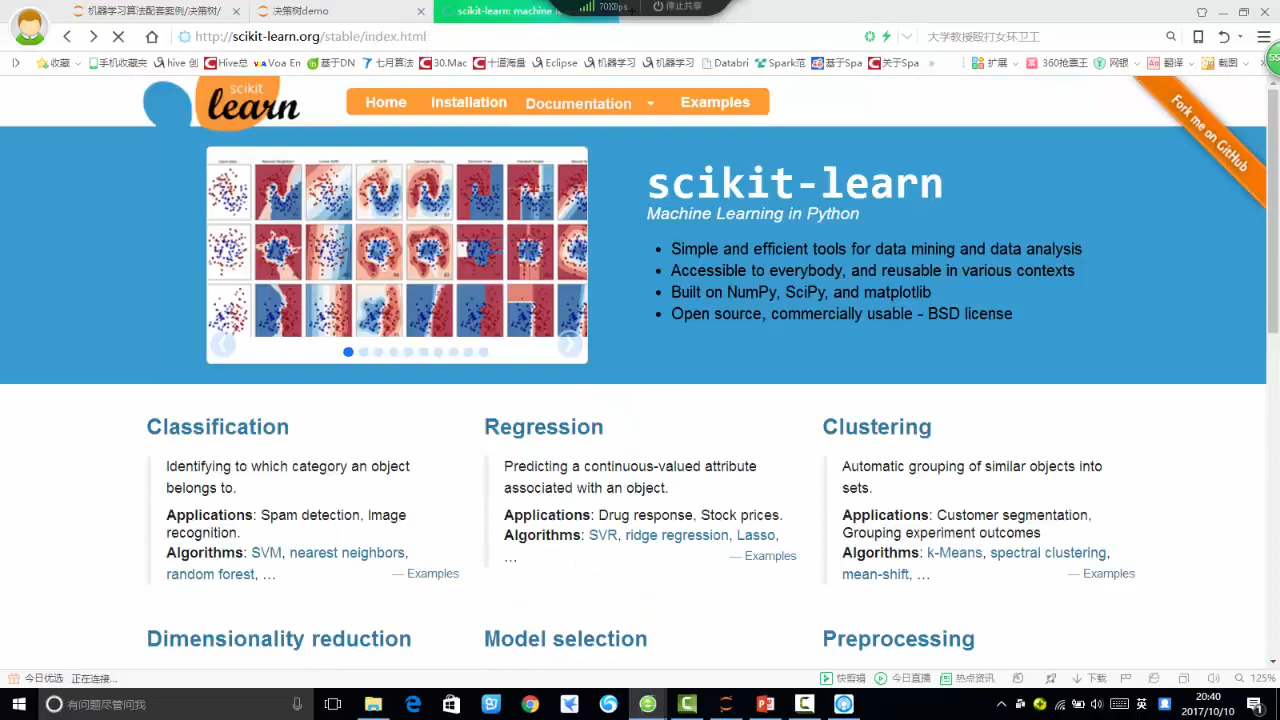 机器学习算法配套案例/决策树/
决策树demo
scikit-learn: machine l
70KBps
停止共享
http://scikit-learn.org/stable/index.html
大学教授殴打女环卫工
收藏
手机收藏夹
hive 创
Hive总
Voa En
基于DN
七月算法
30.Mac
十道海量
Eclipse
机器学习
机器学习
Databri
Spark范
基于Spa
关于Spa
»
扩展
360抢票王
网银
翻译
截图
»
scikit
learn
Home
Installation
Documentation
Examples
Fork me on GitHub
scikit-learn
Machine Learning in Python
• Simple and efficient tools for data mining and data analysis
• Accessible to everybody, and reusable in various contexts
• Built on NumPy, SciPy, and matplotlib
• Open source, commercially usable - BSD license
Classification
Identifying to which category an object
belongs to.
Applications: Spam detection, Image
recognition.
Algorithms: SVM, nearest neighbors,
random forest, …
— Examples
Regression
Predicting a continuous-valued attribute
associated with an object.
Applications: Drug response, Stock prices.
Algorithms: SVR, ridge regression, Lasso,
…
— Examples
Clustering
Automatic grouping of similar objects into
sets.
Applications: Customer segmentation,
Grouping experiment outcomes
Algorithms: k-Means, spectral clustering,
mean-shift, …
— Examples
Dimensionality reduction
Model selection
Preprocessing
今日优选
正在连接...
快剪辑
今日直播
热点资讯
下载
125%
有问题尽管问我
英
20:40
2017/10/10